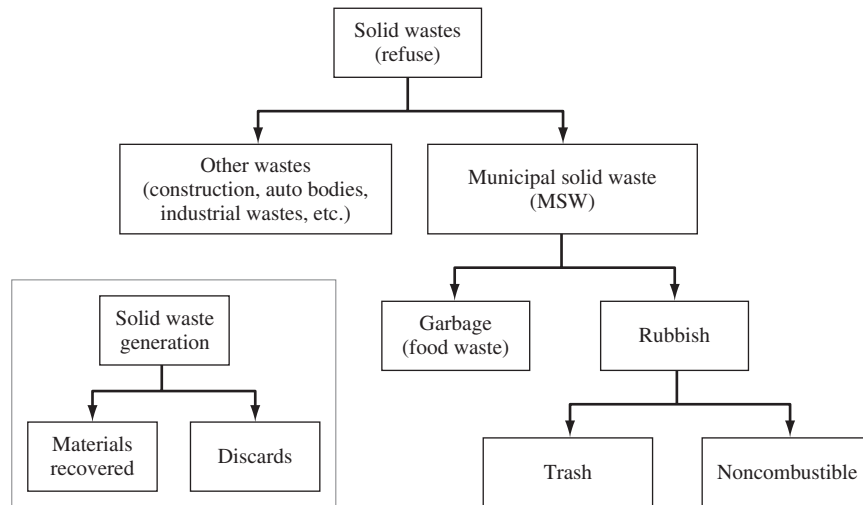 Solid wastes
(refuse)
Other wastes
(construction, auto bodies,
industrial wastes, etc.)
Municipal solid waste
(MSW)
Solid waste
generation
Garbage
(food waste)
Rubbish
Materials
recovered
Discards
Trash
Noncombustible